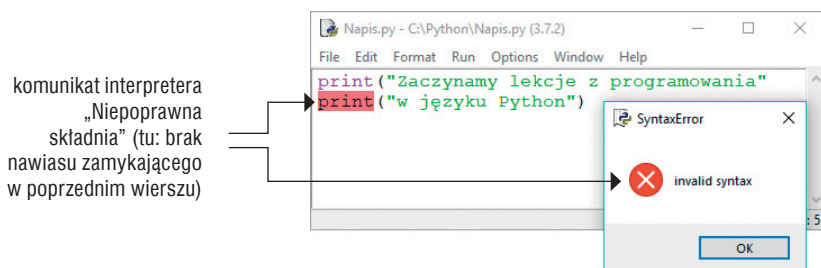 Napis.py - C:\Python\Napis.py (3.7.2)
File Edit Format Run Options Window Help
print("Zaczynamy lekcje z programowania"
print("w języku Python")
komunikat interpretera
„Niepoprawna
składnia” (tu: brak
nawiasu zamykającego
w poprzednim wierszu)
SyntaxError
invalid syntax
OK
: 5